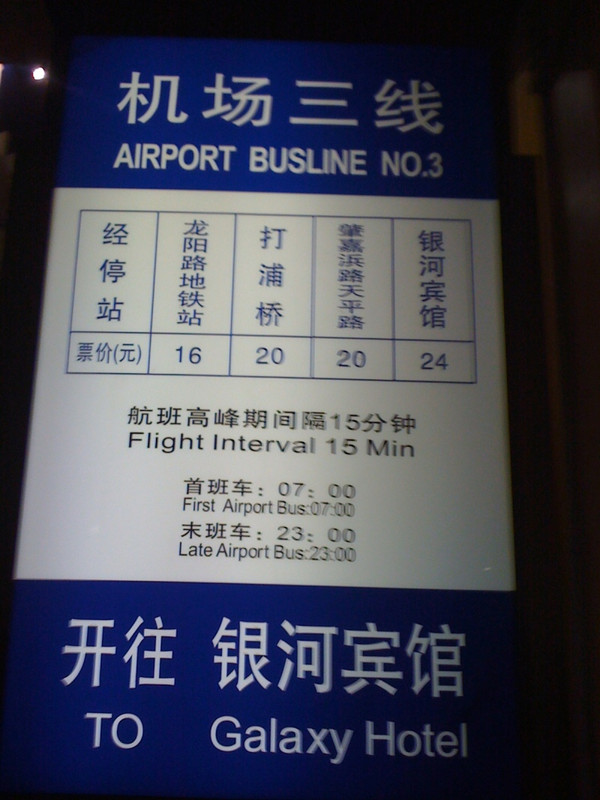 机场三线
AIRPORT BUSLINE NO.3
经停站 龙阳路地铁站 打浦桥 肇嘉浜路天平路 银河宾馆
票价(元) 16 20 20 24
航班高峰期间隔15分钟
Flight Interval 15 Min
首班车：07：00
First Airport Bus:07:00
末班车：23：00
Late Airport Bus:23:00
开往 银河宾馆
TO Galaxy Hotel